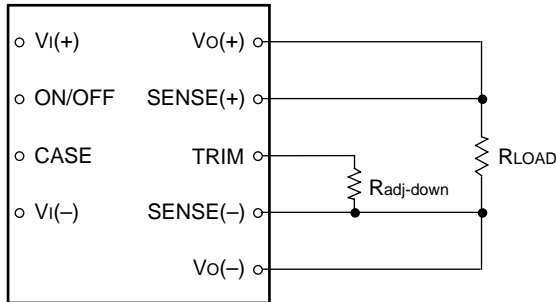 VI(+) VO(+)
ON/OFF SENSE(+)
CASE TRIM
RLOAD
Radj-down
VI(–) SENSE(–)
VO(–)